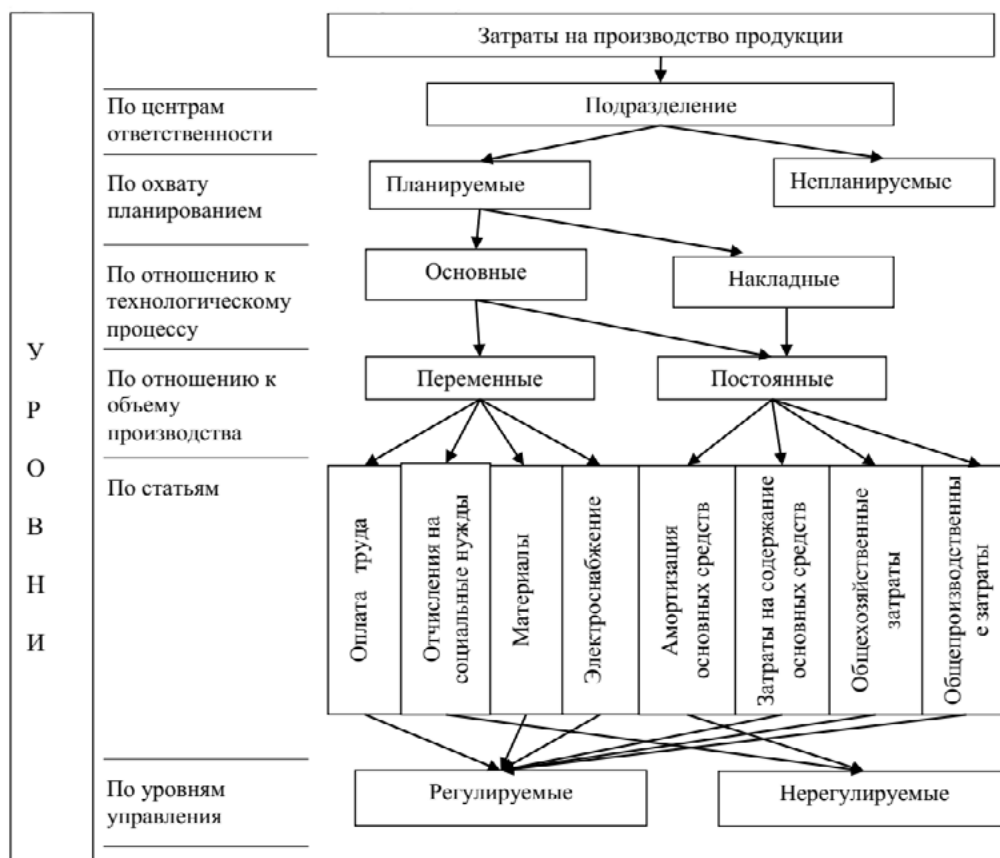 Затраты на производство продукции
По центрам
ответственности
Подразделение
По охвату
планированием
Планируемые
Непланируемые
По отношению к
технологическому
процессу
Основные
Накладные
У
Р
О
В
Н
И
По отношению к
объему
производства
Переменные
Постоянные
По статьям
Оплата труда
Отчисления на
социальные нужды
Материалы
Электроснабжение
Амортизация
основных средств
Затраты на содержание
основных средств
Общехозяйственные
затраты
Общепроизводственны
е затраты
По уровням
управления
Регулируемые
Нерегулируемые